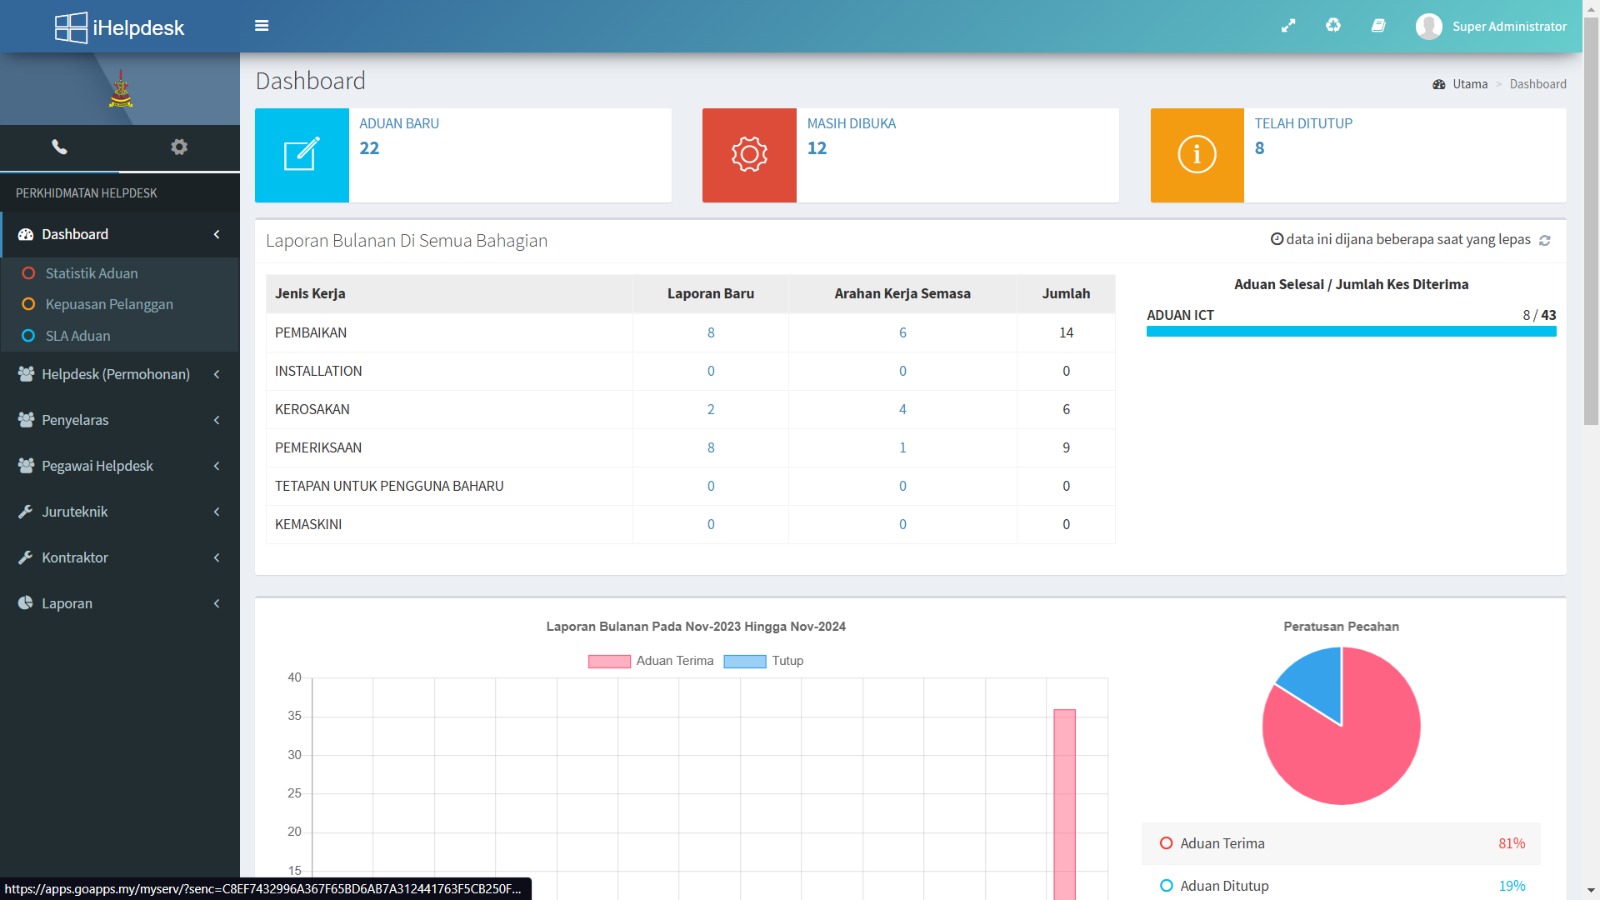 iHelpdesk
Super Administrator
Dashboard
Utama > Dashboard
PERKHIDMATAN HELPDESK
Dashboard
Statistik Aduan
Kepuasan Pelanggan
SLA Aduan
Helpdesk (Permohonan)
Penyelaras
Pegawai Helpdesk
Juruteknik
Kontraktor
Laporan
ADUAN BARU
22
MASIH DIBUKA
12
TELAH DITUTUP
8
Laporan Bulanan Di Semua Bahagian
data ini dijana beberapa saat yang lepas
Jenis Kerja Laporan Baru Arahan Kerja Semasa Jumlah
PEMBAIKAN 8 6 14
INSTALLATION 0 0 0
KEROSAKAN 2 4 6
PEMERIKSAAN 8 1 9
TETAPAN UNTUK PENGGUNA BAHARU 0 0 0
KEMASKINI 0 0 0
Aduan Selesai / Jumlah Kes Diterima
ADUAN ICT 8 / 43
Laporan Bulanan Pada Nov-2023 Hingga Nov-2024
Aduan Terima Tutup
40
35
30
25
20
15
Peratusan Pecahan
Aduan Terima 81%
Aduan Ditutup 19%
https://apps.goapps.my/myserv/?senc=C8EF7432996A367F65BD6AB7A312441763F5CB250F...